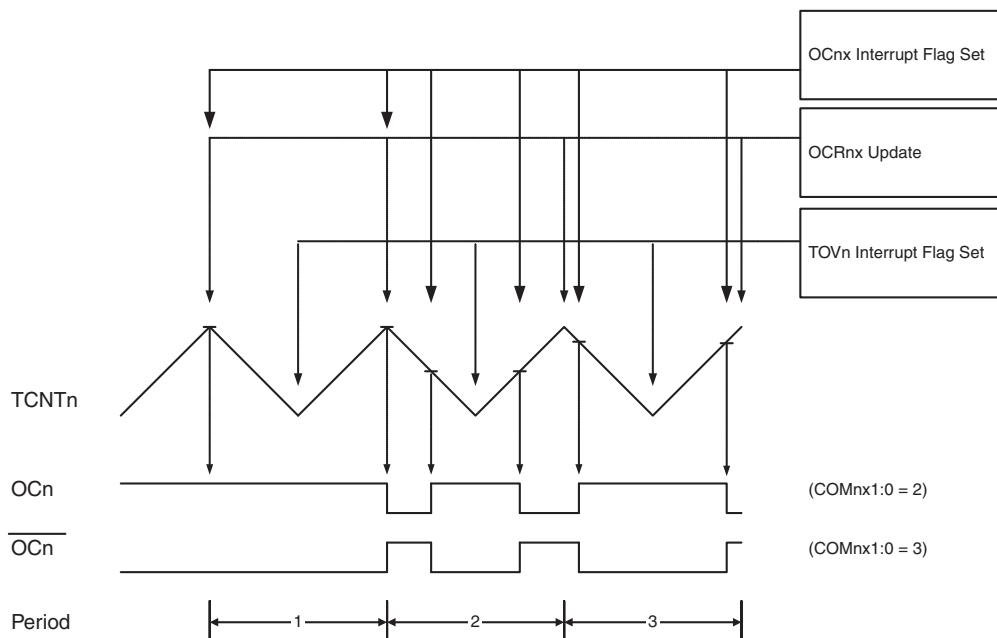 OCnx Interrupt Flag Set
OCRnx Update
TOVn Interrupt Flag Set
TCNTn
OCn
(COMnx1:0 = 2)
O̅C̅n̅
(COMnx1:0 = 3)
Period
1
2
3